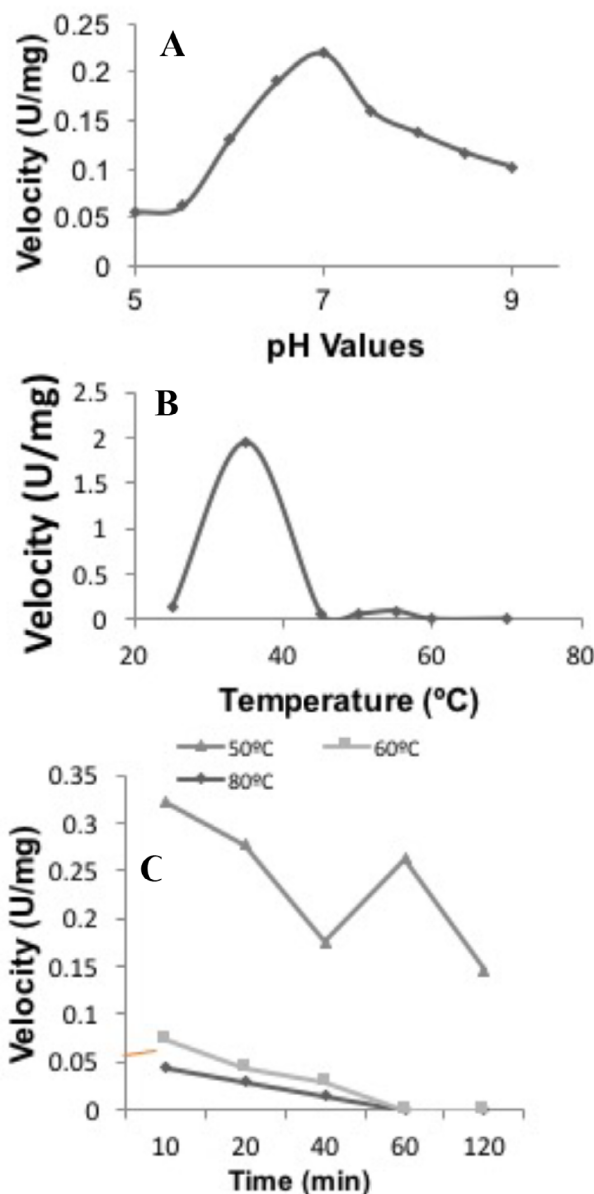 A
Velocity (U/mg)
0.25
0.2
0.15
0.1
0.05
0
5 7 9
pH Values
B
Velocity (U/mg)
2.5
2
1.5
1
0.5
0
20 40 60 80
Temperature (ºC)
50ºC 60ºC
80ºC
C
Velocity (U/mg)
0.35
0.3
0.25
0.2
0.15
0.1
0.05
0
10 20 40 60 120
Time (min)